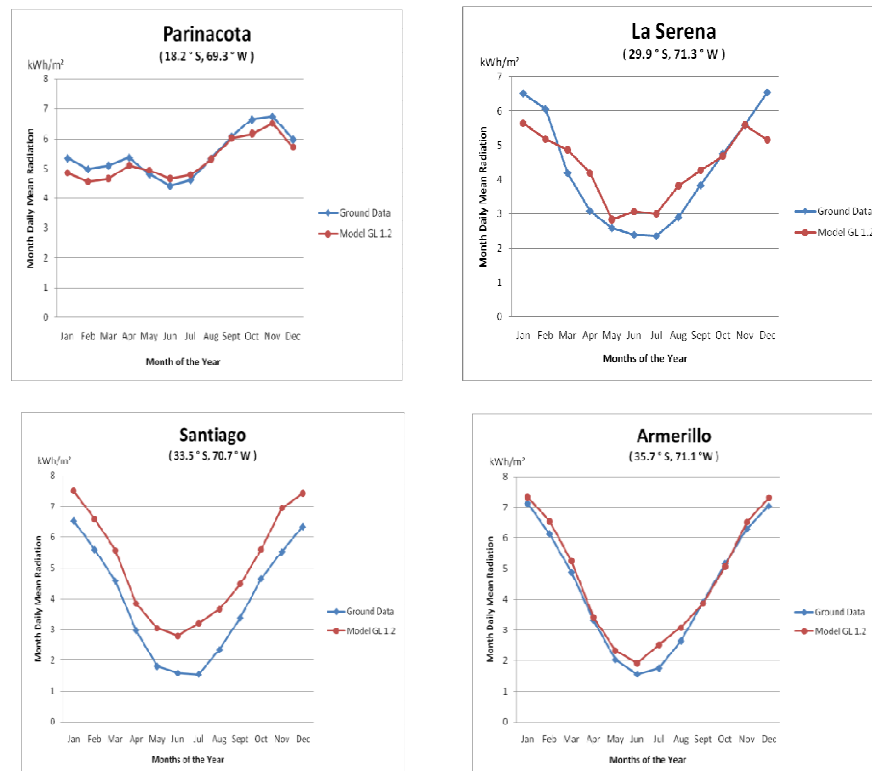 Parinacota
( 18.2 ° S, 69.3 ° W )
kWh/m²
8
7
6
5
4
3
2
1
0
Month Daily Mean Radiation
Jan Feb Mar Apr May Jun Jul Aug Sept Oct Nov Dec
Month of the Year
Ground Data
Model GL 1.2
La Serena
( 29.9 ° S, 71.3 ° W )
kWh/m²
7
6
5
4
3
2
1
0
Month Daily Mean Radiation
Jan Feb Mar Apr May Jun Jul Aug Sept Oct Nov Dec
Months of the Year
Ground Data
Model GL 1.2
Santiago
( 33.5 ° S, 70.7 ° W )
kWh/m²
8
7
6
5
4
3
2
1
0
Month Daily Mean Radiation
Jan Feb Mar Apr May Jun Jul Aug Sept Oct Nov Dec
Months of the Year
Ground Data
Model GL 1.2
Armerillo
( 35.7 ° S, 71.1 °W )
kWh/m²
8
7
6
5
4
3
2
1
0
Month Daily Mean Radiation
Jan Feb Mar Apr May Jun Jul Aug Sept Oct Nov Dec
Months of the Year
Ground Data
Model GL 1.2